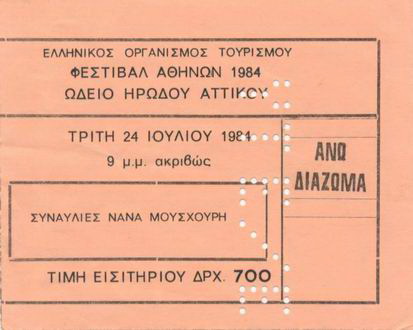 ΕΛΛΗΝΙΚΟΣ ΟΡΓΑΝΙΣΜΟΣ ΤΟΥΡΙΣΜΟΥ
ΦΕΣΤΙΒΑΛ ΑΘΗΝΩΝ 1984
ΩΔΕΙΟ ΗΡΩΔΟΥ ΑΤΤΙΚΟΥ
ΤΡΙΤΗ 24 ΙΟΥΛΙΟΥ 1984
9 μ.μ. ακριβώς
ΑΝΩ
ΔΙΑΖΩΜΑ
ΣΥΝΑΥΛΙΕΣ ΝΑΝΑ ΜΟΥΣΧΟΥΡΗ
ΤΙΜΗ ΕΙΣΙΤΗΡΙΟΥ ΔΡΧ. 700